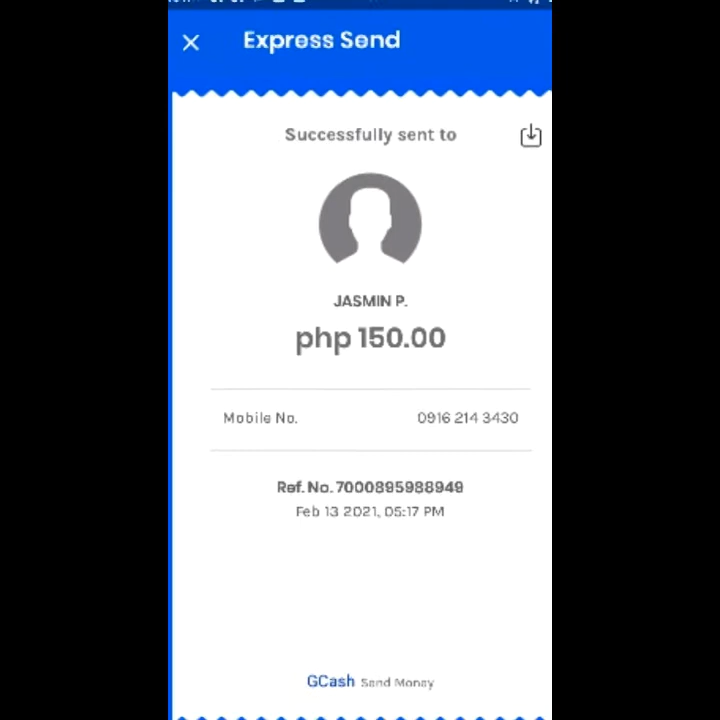 Express Send
Successfully sent to
JASMIN P.
php 150.00
Mobile No. 0916 214 3430
Ref. No. 7000895988949
Feb 13 2021, 05:17 PM
GCash Send Money